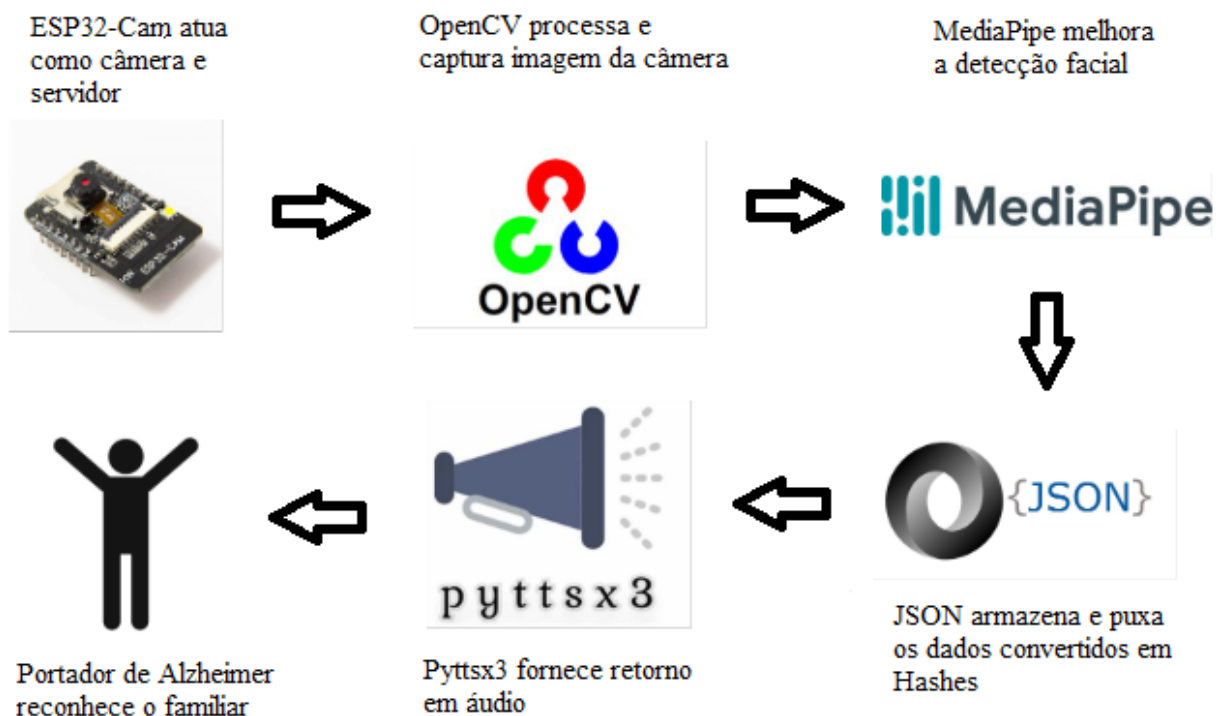 ESP32-Cam atua
como câmera e
servidor
OpenCV processa e
captura imagem da câmera
MediaPipe melhora
a detecção facial
ESP32-CAM
OpenCV
MediaPipe
{JSON}
pyttsx3
Portador de Alzheimer
reconhece o familiar
Pyttsx3 fornece retorno
em áudio
JSON armazena e puxa
os dados convertidos em
Hashes